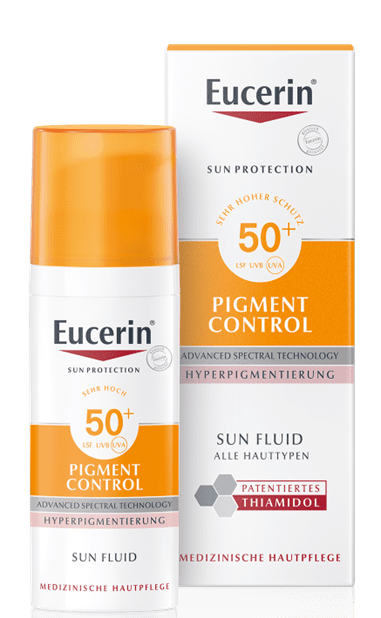 Eucerin®
SUN PROTECTION
SEHR HOHER SCHUTZ
50+
LSF UVB UVA
PIGMENT
CONTROL
ADVANCED SPECTRAL TECHNOLOGY
HYPERPIGMENTIERUNG
SUN FLUID
ALLE HAUTTYPEN
PATENTIERTES
THIAMIDOL
MEDIZINISCHE HAUTPFLEGE
Eucerin®
SUN PROTECTION
SEHR HOCH
50+
LSF UVB UVA
PIGMENT
CONTROL
ADVANCED SPECTRAL TECHNOLOGY
HYPERPIGMENTIERUNG
SUN FLUID
MEDIZINISCHE HAUTPFLEGE